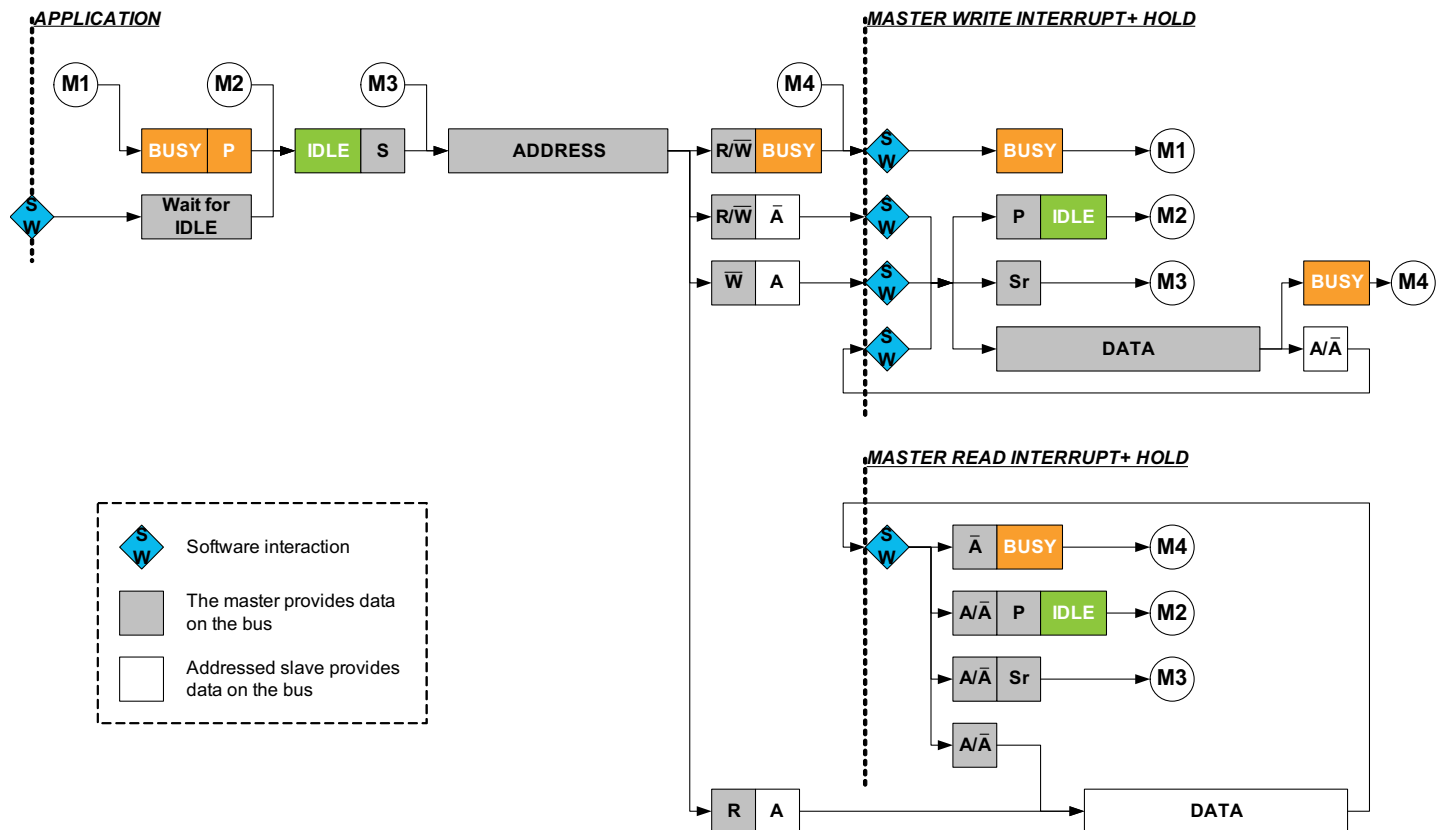 APPLICATION
MASTER WRITE INTERRUPT+ HOLD
M1
M2
M3
M4
BUSY P
IDLE S
ADDRESS
R/W̅ BUSY
S
W
BUSY
M1
S
W
Wait for
IDLE
R/W̅ A̅
S
W
P IDLE
M2
W̅ A
S
W
Sr
M3
BUSY
M4
S
W
DATA
A/A̅
MASTER READ INTERRUPT+ HOLD
S
W
A̅ BUSY
M4
S
W
Software interaction
The master provides data
on the bus
A/A̅ P IDLE
M2
Addressed slave provides
data on the bus
A/A̅ Sr
M3
A/A̅
R A
DATA